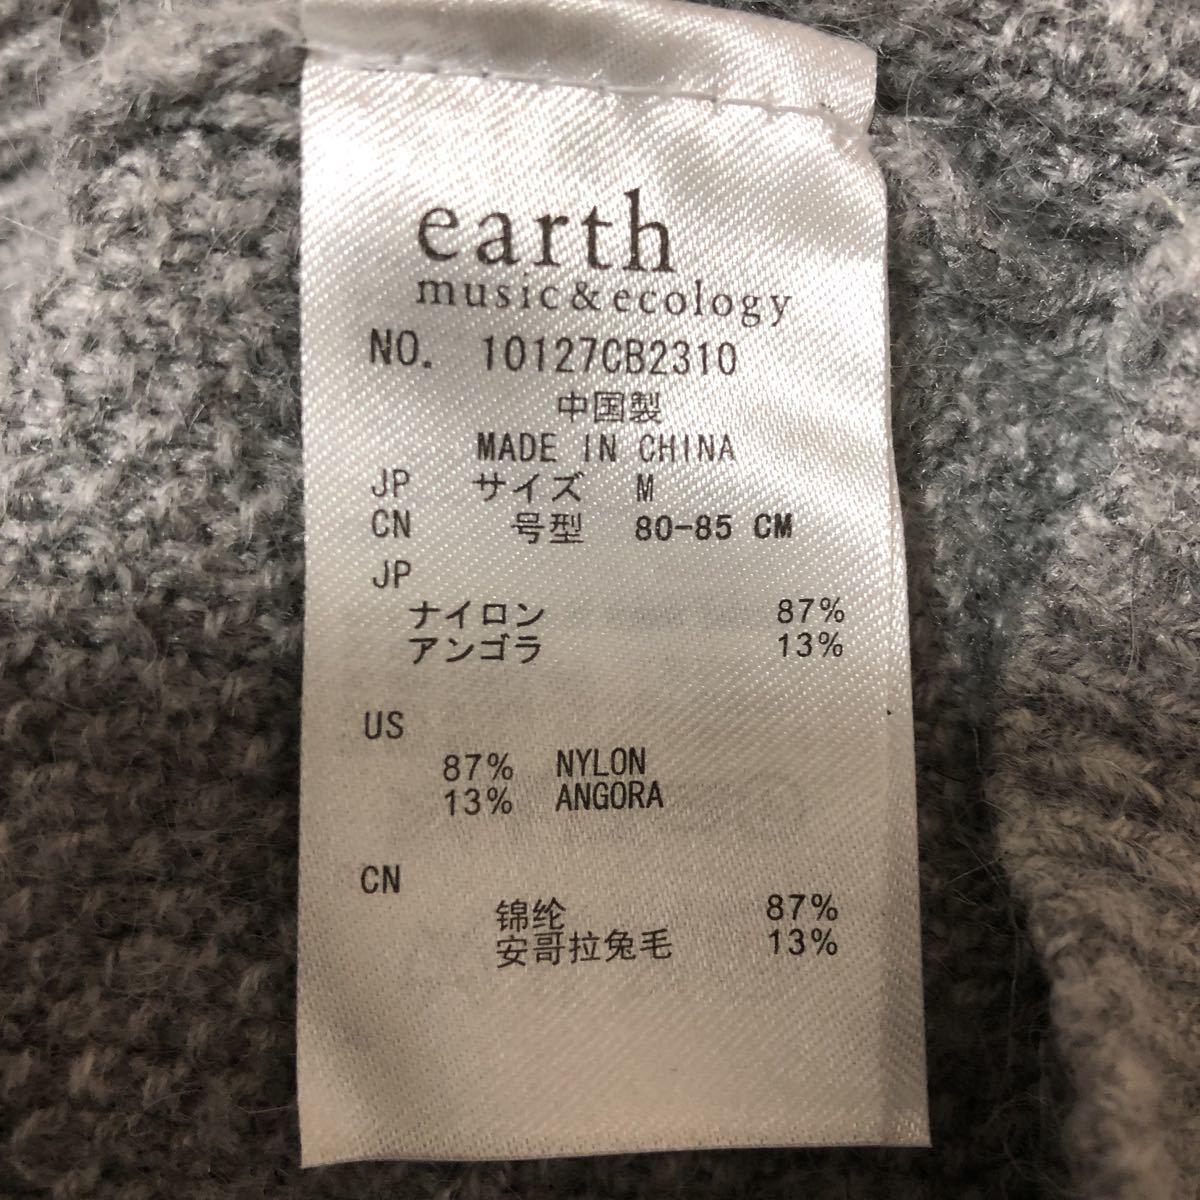 earth
music&ecology
NO. 10127CB2310
中国製
MADE IN CHINA
JP サイズ M
CN 号型 80-85 CM
JP
ナイロン 87%
アンゴラ 13%
US
87% NYLON
13% ANGORA
CN
锦纶 87%
安哥拉兔毛 13%